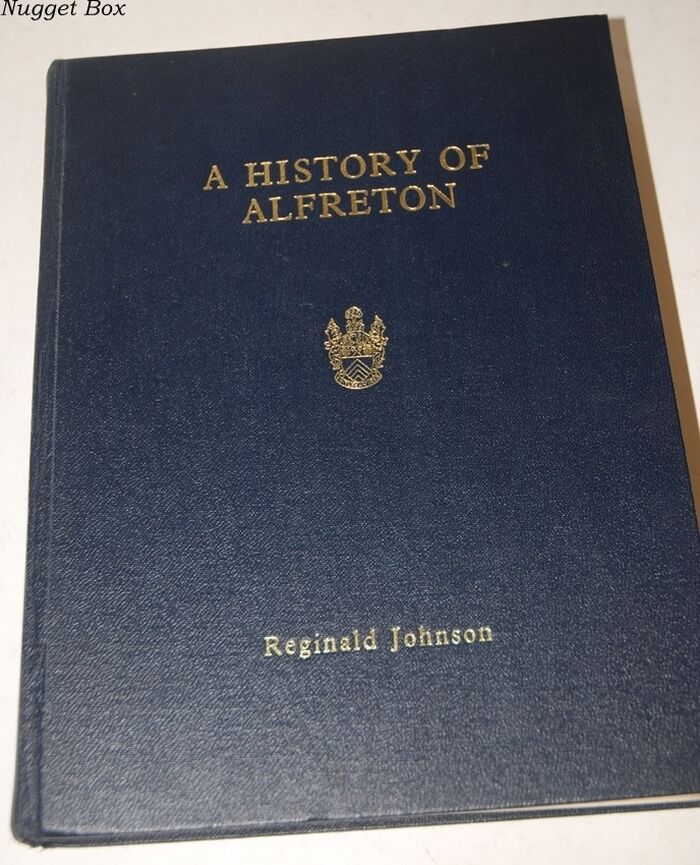 Nugget Box
A HISTORY OF
ALFRETON
Reginald Johnson